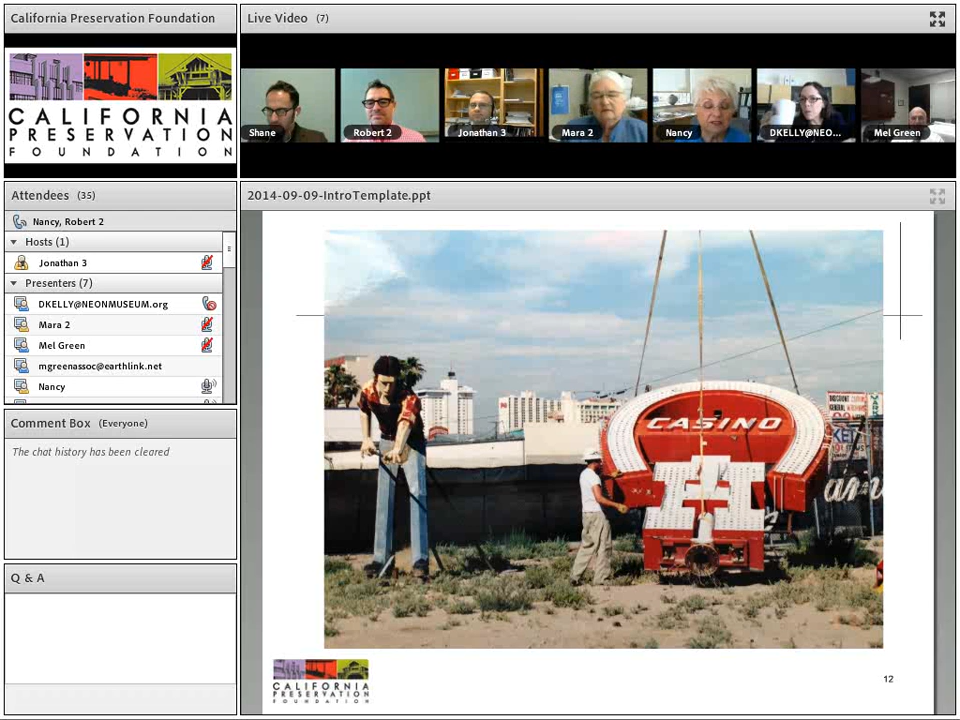 California Preservation Foundation
CALIFORNIA
PRESERVATION
FOUNDATION
Live Video (7)
Shane
Robert 2
Jonathan 3
Mara 2
Nancy
DKELLY@NEO...
Mel Green
Attendees (35)
Nancy, Robert 2
Hosts (1)
Jonathan 3
Presenters (7)
DKELLY@NEONMUSEUM.org
Mara 2
Mel Green
mgreenassoc@earthlink.net
Nancy
Comment Box (Everyone)
The chat history has been cleared
Q & A
2014-09-09-IntroTemplate.ppt
CASINO
H
CALIFORNIA
PRESERVATION
FOUNDATION
12